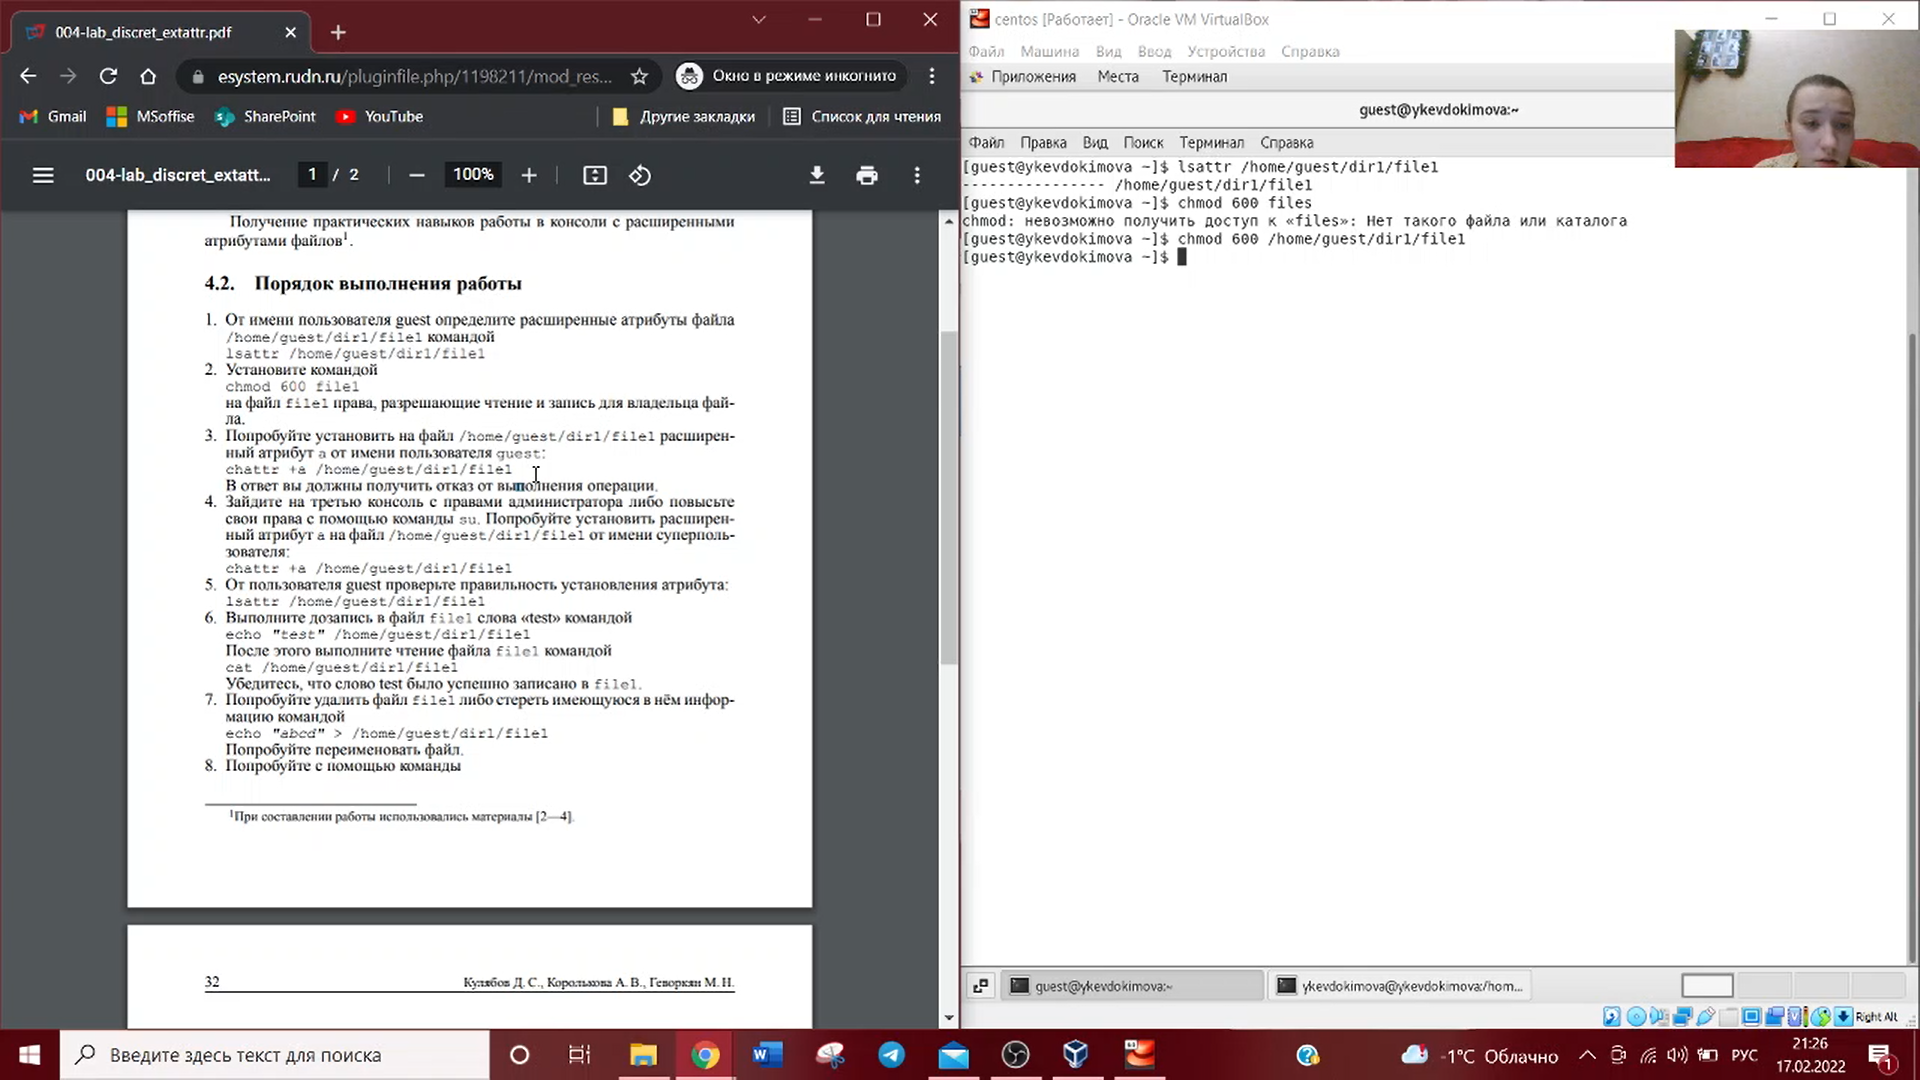 004-lab_discret_extattr.pdf
esystem.rudn.ru/pluginfile.php/1198211/mod_res...
Окно в режиме инкогнито
Gmail
MSoffise
SharePoint
YouTube
Другие закладки
Список для чтения
004-lab_discret_extatt...
1 / 2
100%
Получение практических навыков работы в консоли с расширенными
атрибутами файлов1.
4.2. Порядок выполнения работы
1. От имени пользователя guest определите расширенные атрибуты файла
/home/guest/dir1/file1 командой
lsattr /home/guest/dir1/file1
2. Установите командой
chmod 600 file1
на файл file1 права, разрешающие чтение и запись для владельца фай-
ла.
3. Попробуйте установить на файл /home/guest/dir1/file1 расширен-
ный атрибут a от имени пользователя guest:
chattr +a /home/guest/dir1/file1
В ответ вы должны получить отказ от выполнения операции.
4. Зайдите на третью консоль с правами администратора либо повысьте
свои права с помощью команды su. Попробуйте установить расширен-
ный атрибут a на файл /home/guest/dir1/file1 от имени суперполь-
зователя:
chattr +a /home/guest/dir1/file1
5. От пользователя guest проверьте правильность установления атрибута:
lsattr /home/guest/dir1/file1
6. Выполните дозапись в файл file1 слова «test» командой
echo "test" /home/guest/dir1/file1
После этого выполните чтение файла file1 командой
cat /home/guest/dir1/file1
Убедитесь, что слово test было успешно записано в file1.
7. Попробуйте удалить файл file1 либо стереть имеющуюся в нём инфор-
мацию командой
echo "abcd" > /home/guest/dir1/file1
Попробуйте переименовать файл.
8. Попробуйте с помощью команды
1При составлении работы использовались материалы [2—4].
32
Кулябов Д. С., Королькова А. В., Геворкян М. Н.
centos [Работает] - Oracle VM VirtualBox
Файл Машина Вид Ввод Устройства Справка
Приложения Места Терминал
guest@ykevdokimova:~
Файл Правка Вид Поиск Терминал Справка
[guest@ykevdokimova ~]$ lsattr /home/guest/dir1/file1
---------------- /home/guest/dir1/file1
[guest@ykevdokimova ~]$ chmod 600 files
chmod: невозможно получить доступ к «files»: Нет такого файла или каталога
[guest@ykevdokimova ~]$ chmod 600 /home/guest/dir1/file1
[guest@ykevdokimova ~]$
guest@ykevdokimova:~
ykevdokimova@ykevdokimova:/hom...
Right Alt
Введите здесь текст для поиска
-1°C Облачно
РУС
21:26
17.02.2022
1